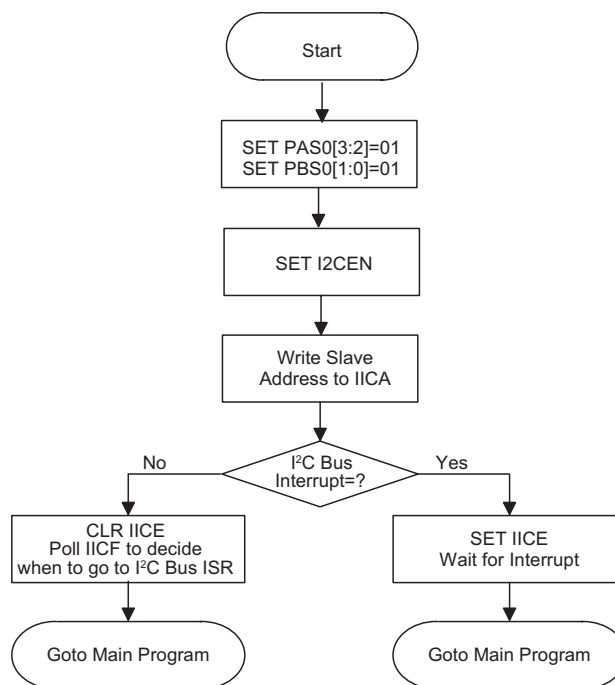 Start
SET PAS0[3:2]=01
SET PBS0[1:0]=01
SET I2CEN
Write Slave
Address to IICA
I²C Bus
Interrupt=?
No
Yes
CLR IICE
Poll IICF to decide
when to go to I²C Bus ISR
SET IICE
Wait for Interrupt
Goto Main Program
Goto Main Program